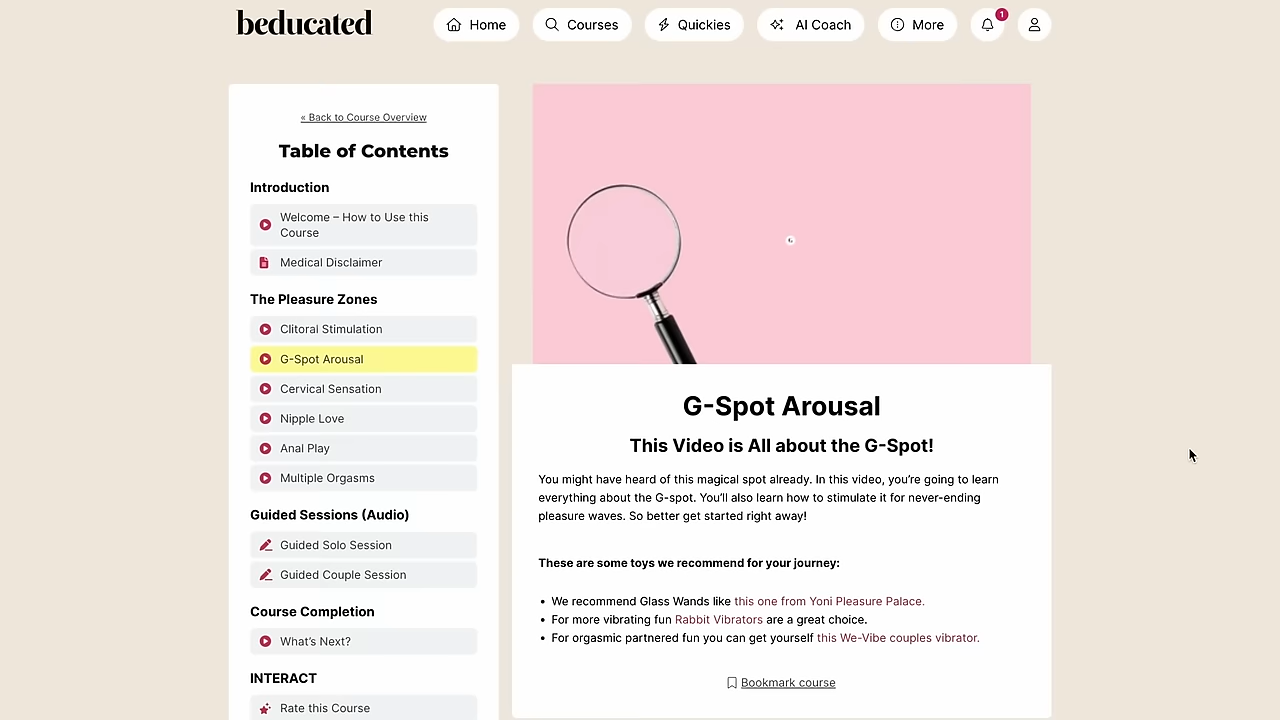 beducated
Home
Courses
Quickies
AI Coach
More
1
« Back to Course Overview
Table of Contents
Introduction
Welcome – How to Use this
Course
Medical Disclaimer
The Pleasure Zones
Clitoral Stimulation
G-Spot Arousal
Cervical Sensation
Nipple Love
Anal Play
Multiple Orgasms
Guided Sessions (Audio)
Guided Solo Session
Guided Couple Session
Course Completion
What's Next?
INTERACT
Rate this Course
G-Spot Arousal
This Video is All about the G-Spot!
You might have heard of this magical spot already. In this video, you're going to learn
everything about the G-spot. You'll also learn how to stimulate it for never-ending
pleasure waves. So better get started right away!
These are some toys we recommend for your journey:
• We recommend Glass Wands like this one from Yoni Pleasure Palace.
• For more vibrating fun Rabbit Vibrators are a great choice.
• For orgasmic partnered fun you can get yourself this We-Vibe couples vibrator.
Bookmark course